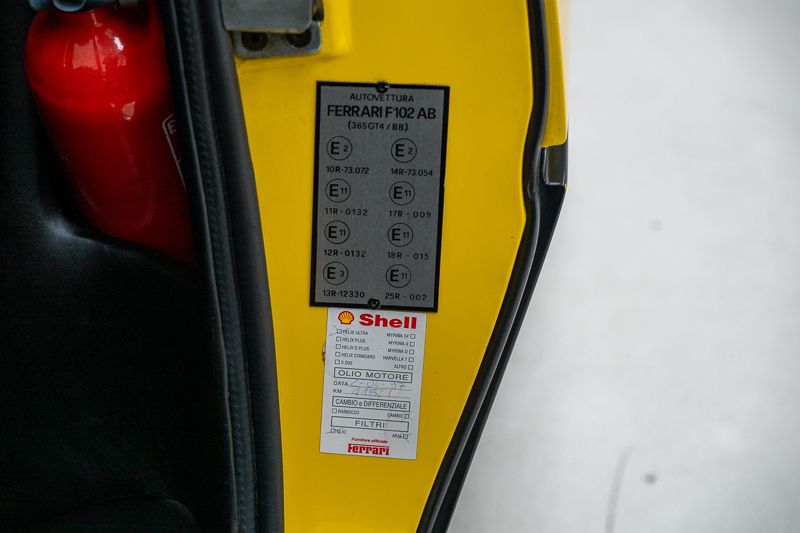 AUTOVETTURA
FERRARI F102 AB
(365GT4/BB)
E2 E2
10R-73.072 14R-73.054
E11 E11
11R-0132 17R-009
E11 E11
12R-0132 18R-015
E3 E11
13R-12330 25R-002
Shell
HELIX ULTRA MYRINA TX
HELIX PLUS MYRINA X
HELIX D PLUS MYRINA D
HELIX STANDARD HARVELLA T
X 200 ALTRO
OLIO MOTORE
DATA
KM
CAMBIO e DIFFERENZIALE
RABBOCCO CAMBIO
FILTRI
OLIO ARIA
Fornitore ufficiale
Ferrari